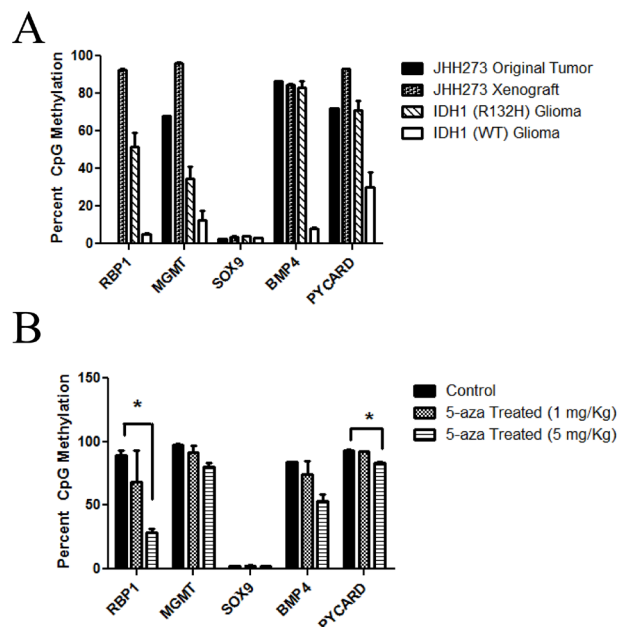 A
Percent CpG Methylation
100
80
60
40
20
0
RBP1
MGMT
SOX9
BMP4
PYCARD
JHH273 Original Tumor
JHH273 Xenograft
IDH1 (R132H) Glioma
IDH1 (WT) Glioma
B
Percent CpG Methylation
150
100
50
0
*
*
RBP1
MGMT
SOX9
BMP4
PYCARD
Control
5-aza Treated (1 mg/Kg)
5-aza Treated (5 mg/Kg)